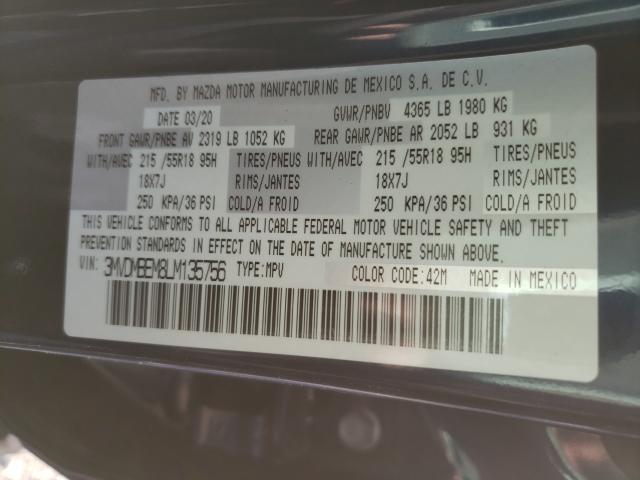 MFD. BY MAZDA MOTOR MANUFACTURING DE MEXICO S.A. DE C.V.
DATE 03/20 GVWR/PNBV 4365 LB 1980 KG
FRONT GAWR/PNBE AV 2319 LB 1052 KG REAR GAWR/PNBE AR 2052 LB 931 KG
WITH/AVEC 215 /55R18 95H TIRES/PNEUS WITH/AVEC 215 /55R18 95H TIRES/PNEUS
18X7J RIMS/JANTES 18X7J RIMS/JANTES
250 KPA/36 PSI COLD/A FROID 250 KPA/36 PSI COLD/A FROID
THIS VEHICLE CONFORMS TO ALL APPLICABLE FEDERAL MOTOR VEHICLE SAFETY AND THEFT
PREVENTION STANDARDS IN EFFECT ON THE DATE OF MANUFACTURE SHOWN ABOVE.
VIN: 3MVDMBEM8LM135756 TYPE:MPV COLOR CODE:42M MADE IN MEXICO